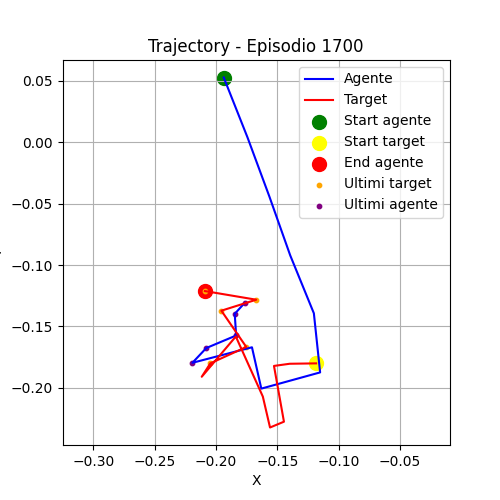 Trajectory - Episodio 1700
Agente
Target
Start agente
Start target
End agente
Ultimi target
Ultimi agente
0.05
0.00
−0.05
−0.10
−0.15
−0.20
−0.30
−0.25
−0.20
−0.15
−0.10
−0.05
X